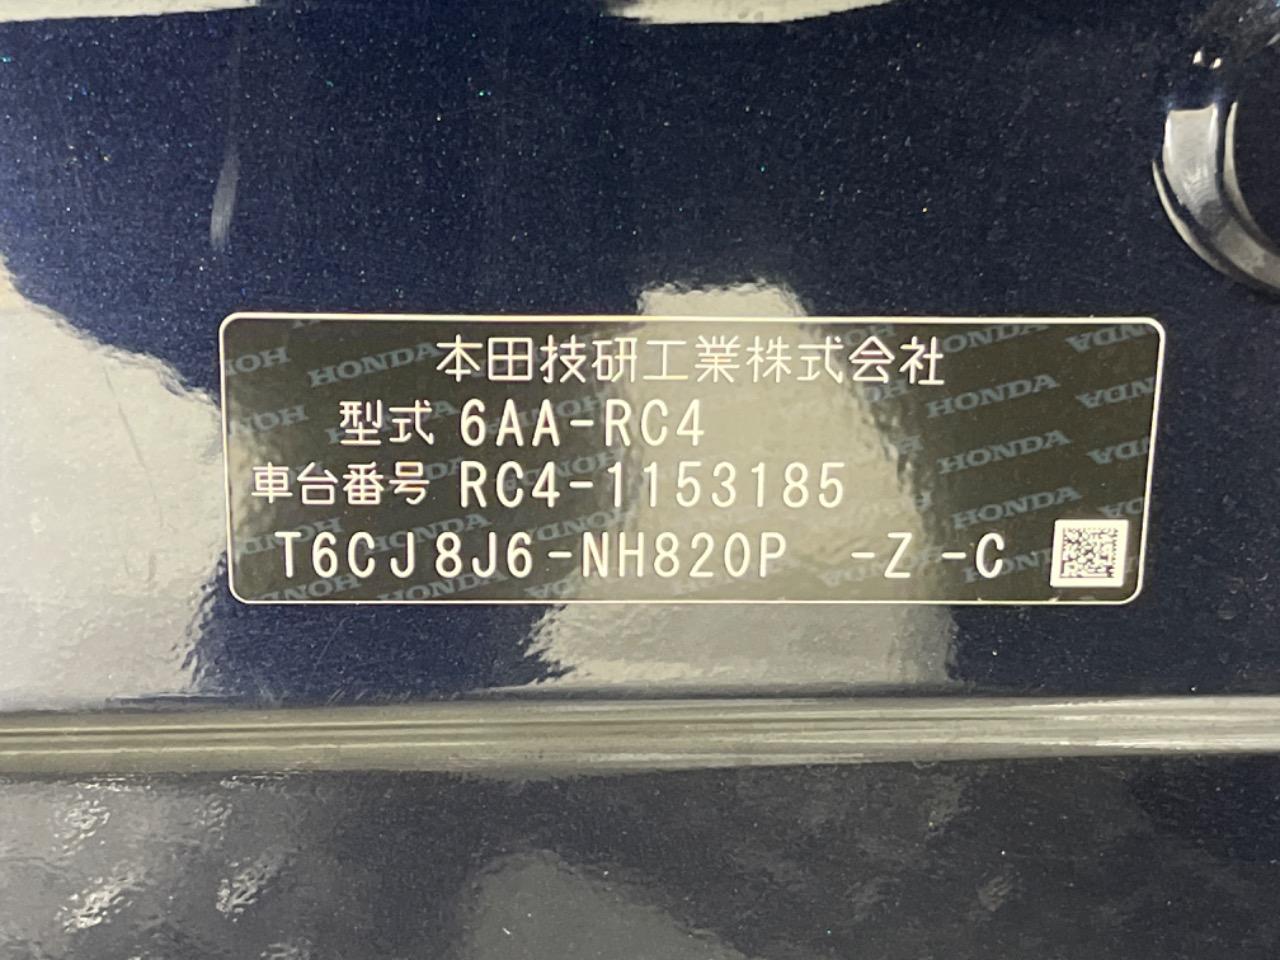 本田技研工業株式会社
型式 6AA-RC4
車台番号 RC4-1153185
T6CJ8J6-NH820P -Z -C